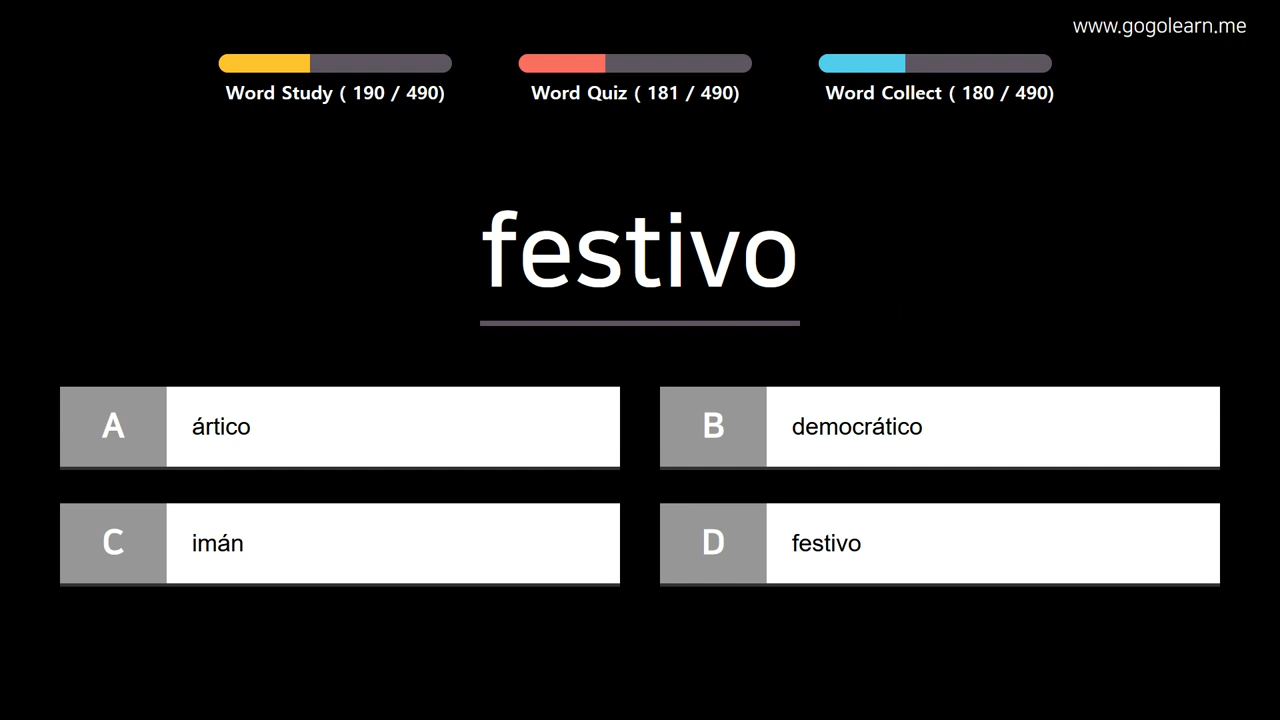 www.gogolearn.me
Word Study ( 190 / 490)
Word Quiz ( 181 / 490)
Word Collect ( 180 / 490)
festivo
A
ártico
B
democrático
C
imán
D
festivo